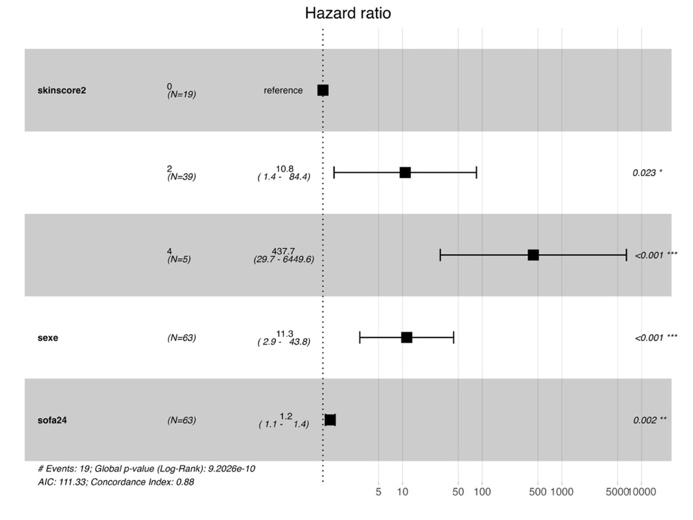 Hazard ratio
skinscore2 0 (N=19) reference
2 (N=39) 10.8 ( 1.4 - 84.4) 0.023 *
4 (N=5) 437.7 (29.7 - 6449.6) <0.001 ***
sexe (N=63) 11.3 ( 2.9 - 43.8) <0.001 ***
sofa24 (N=63) 1.2 ( 1.1 - 1.4) 0.002 **
# Events: 19; Global p-value (Log-Rank): 9.2026e-10
AIC: 111.33; Concordance Index: 0.88
5 10 50 100 500 1000 5000 10000